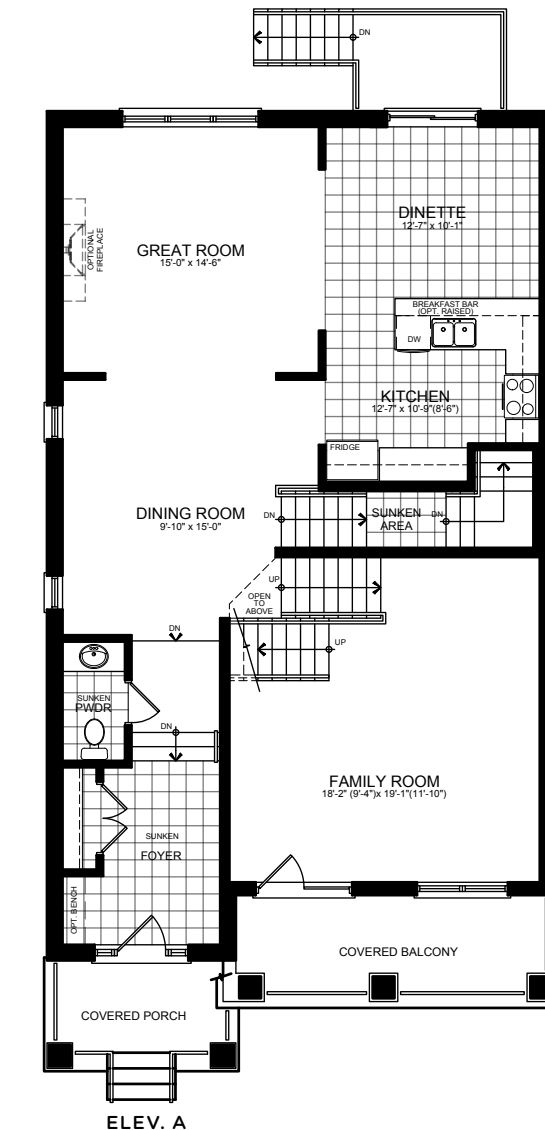 DN
DINETTE
12'-7" x 10'-1"
GREAT ROOM
15'-0" x 14'-6"
OPTIONAL
FIREPLACE
BREAKFAST BAR
(OPT. RAISED)
DW
KITCHEN
12'-7" x 10'-9"(8'-6")
FRIDGE
DINING ROOM
9'-10" x 15'-0"
DN
SUNKEN
AREA
DN
UP
OPEN
TO
ABOVE
DN
UP
SUNKEN
PWDR
DN
FAMILY ROOM
18'-2" (9'-4")x 19'-1"(11'-10")
SUNKEN
FOYER
OPT. BENCH
COVERED BALCONY
COVERED PORCH
ELEV. A